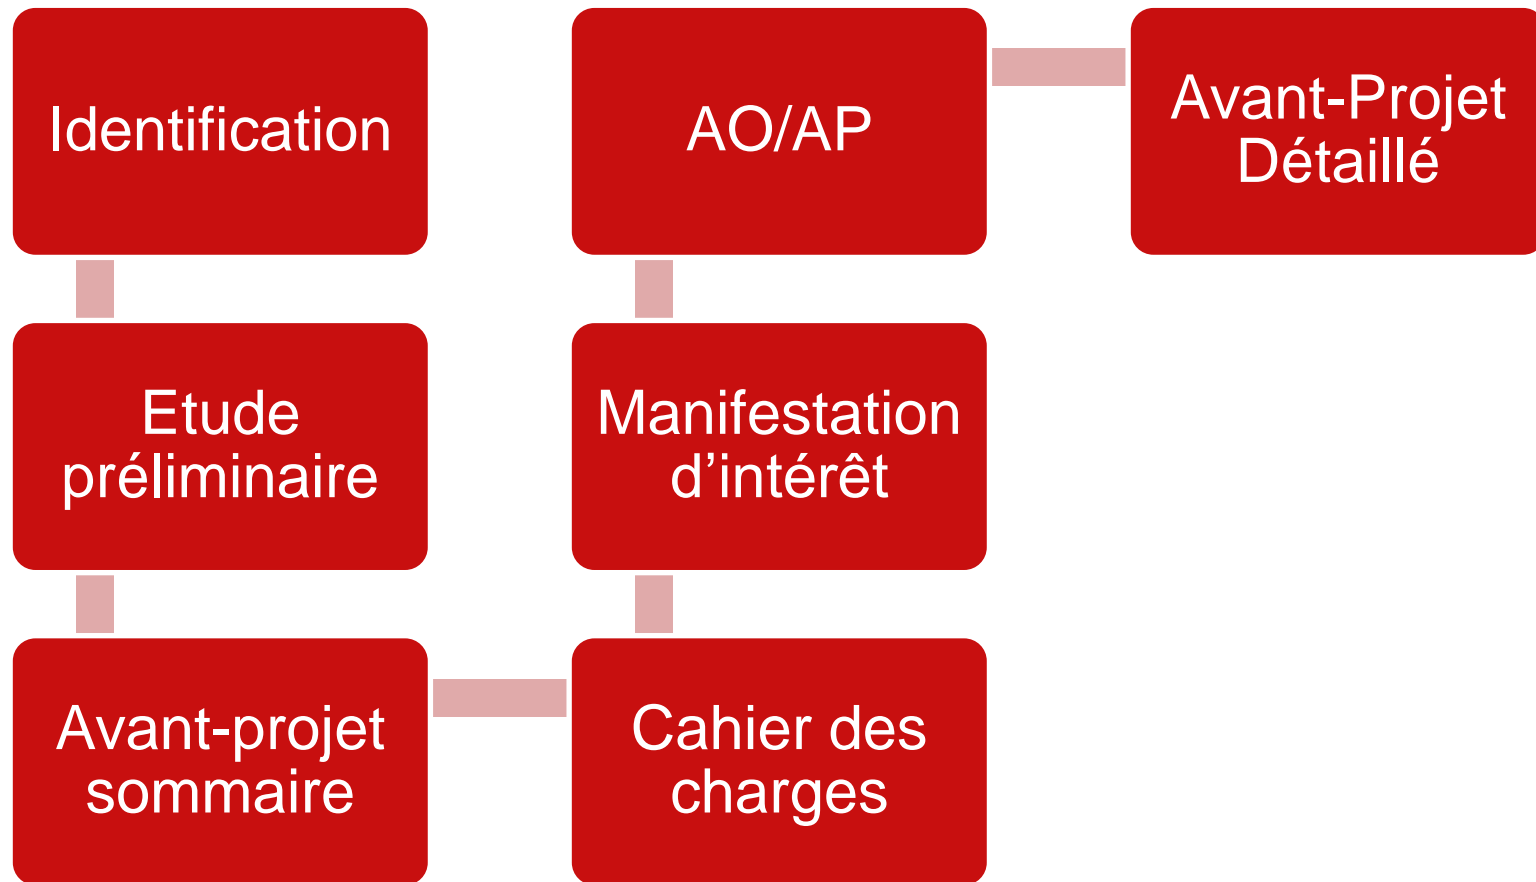 Identification
Etude
préliminaire
Avant-projet
sommaire
Cahier des
charges
Manifestation
d’intérêt
AO/AP
Avant-Projet
Détaillé